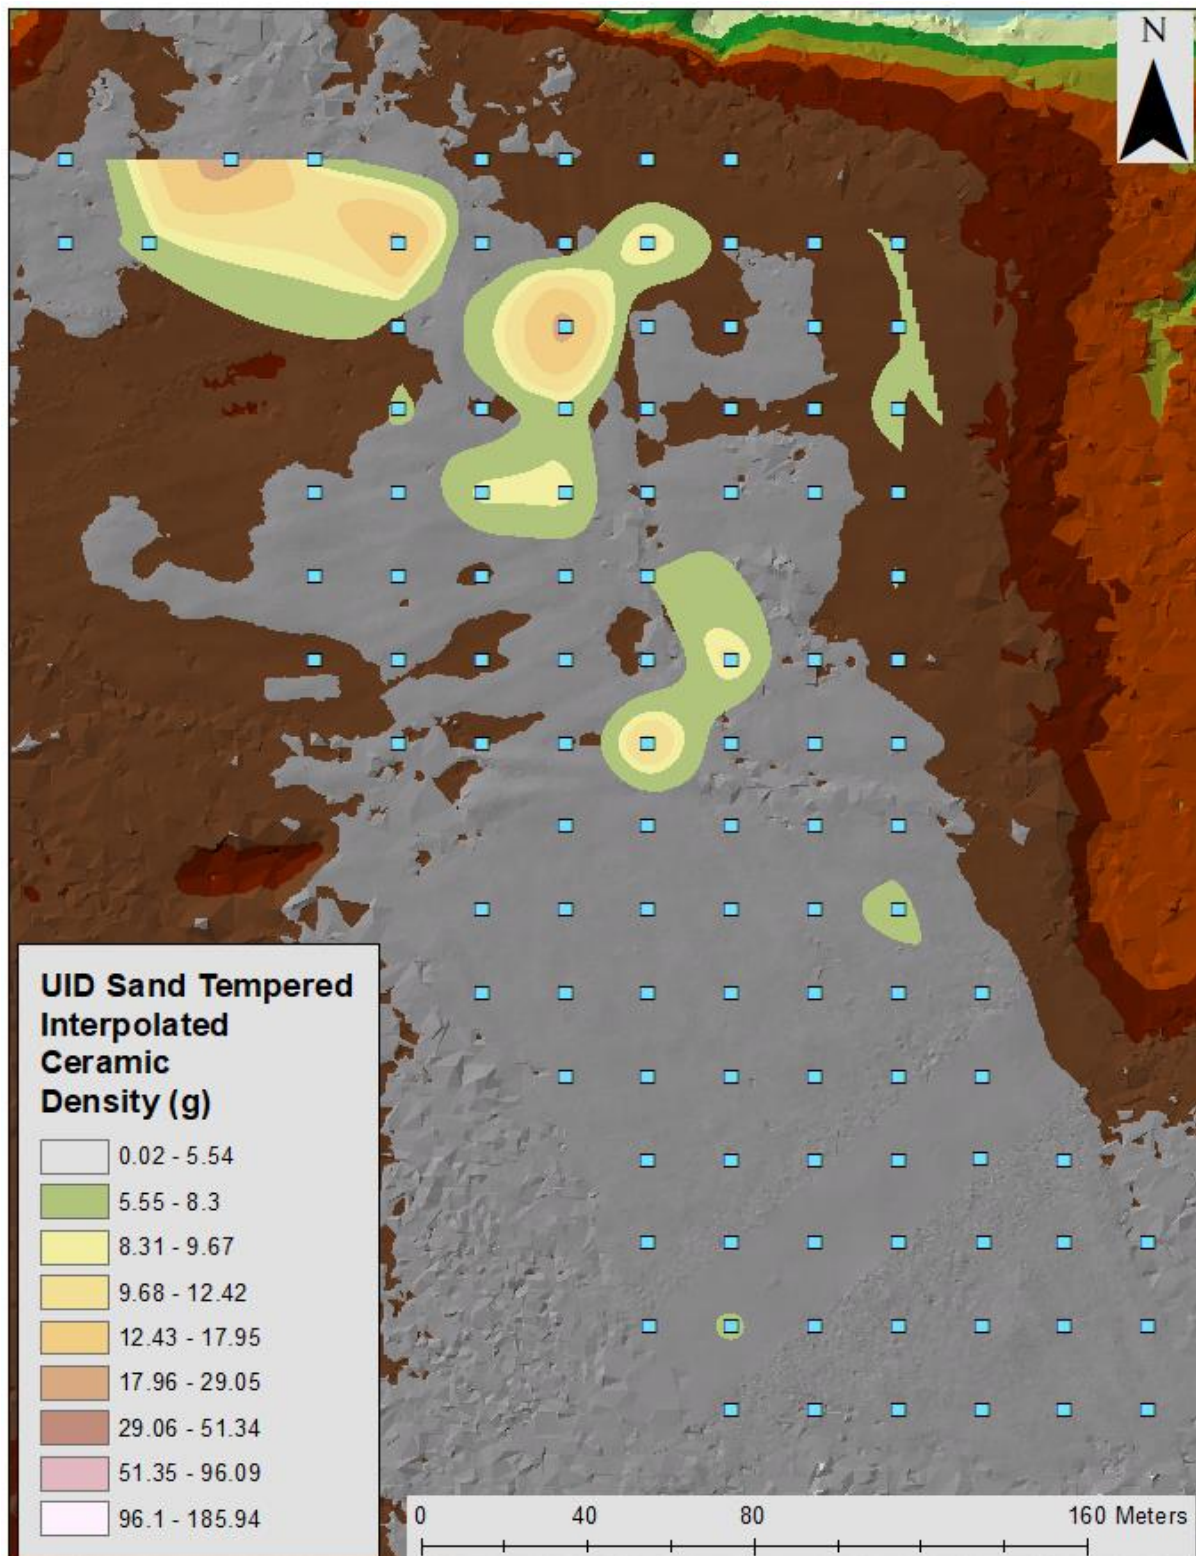 N
UID Sand Tempered
Interpolated
Ceramic
Density (g)
0.02 - 5.54
5.55 - 8.3
8.31 - 9.67
9.68 - 12.42
12.43 - 17.95
17.96 - 29.05
29.06 - 51.34
51.35 - 96.09
96.1 - 185.94
0 40 80 160 Meters